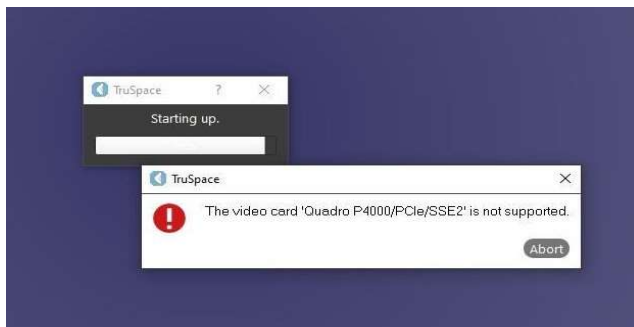 TruSpace ?
Starting up.
TruSpace
The video card 'Quadro P4000/PCIe/SSE2' is not supported.
Abort